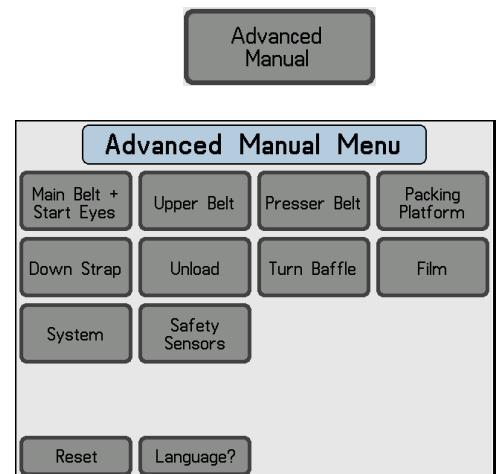 Advanced
Manual
Advanced Manual Menu
Main Belt +
Start Eyes
Upper Belt
Presser Belt
Packing
Platform
Down Strap
Unload
Turn Baffle
Film
System
Safety
Sensors
Reset
Language?